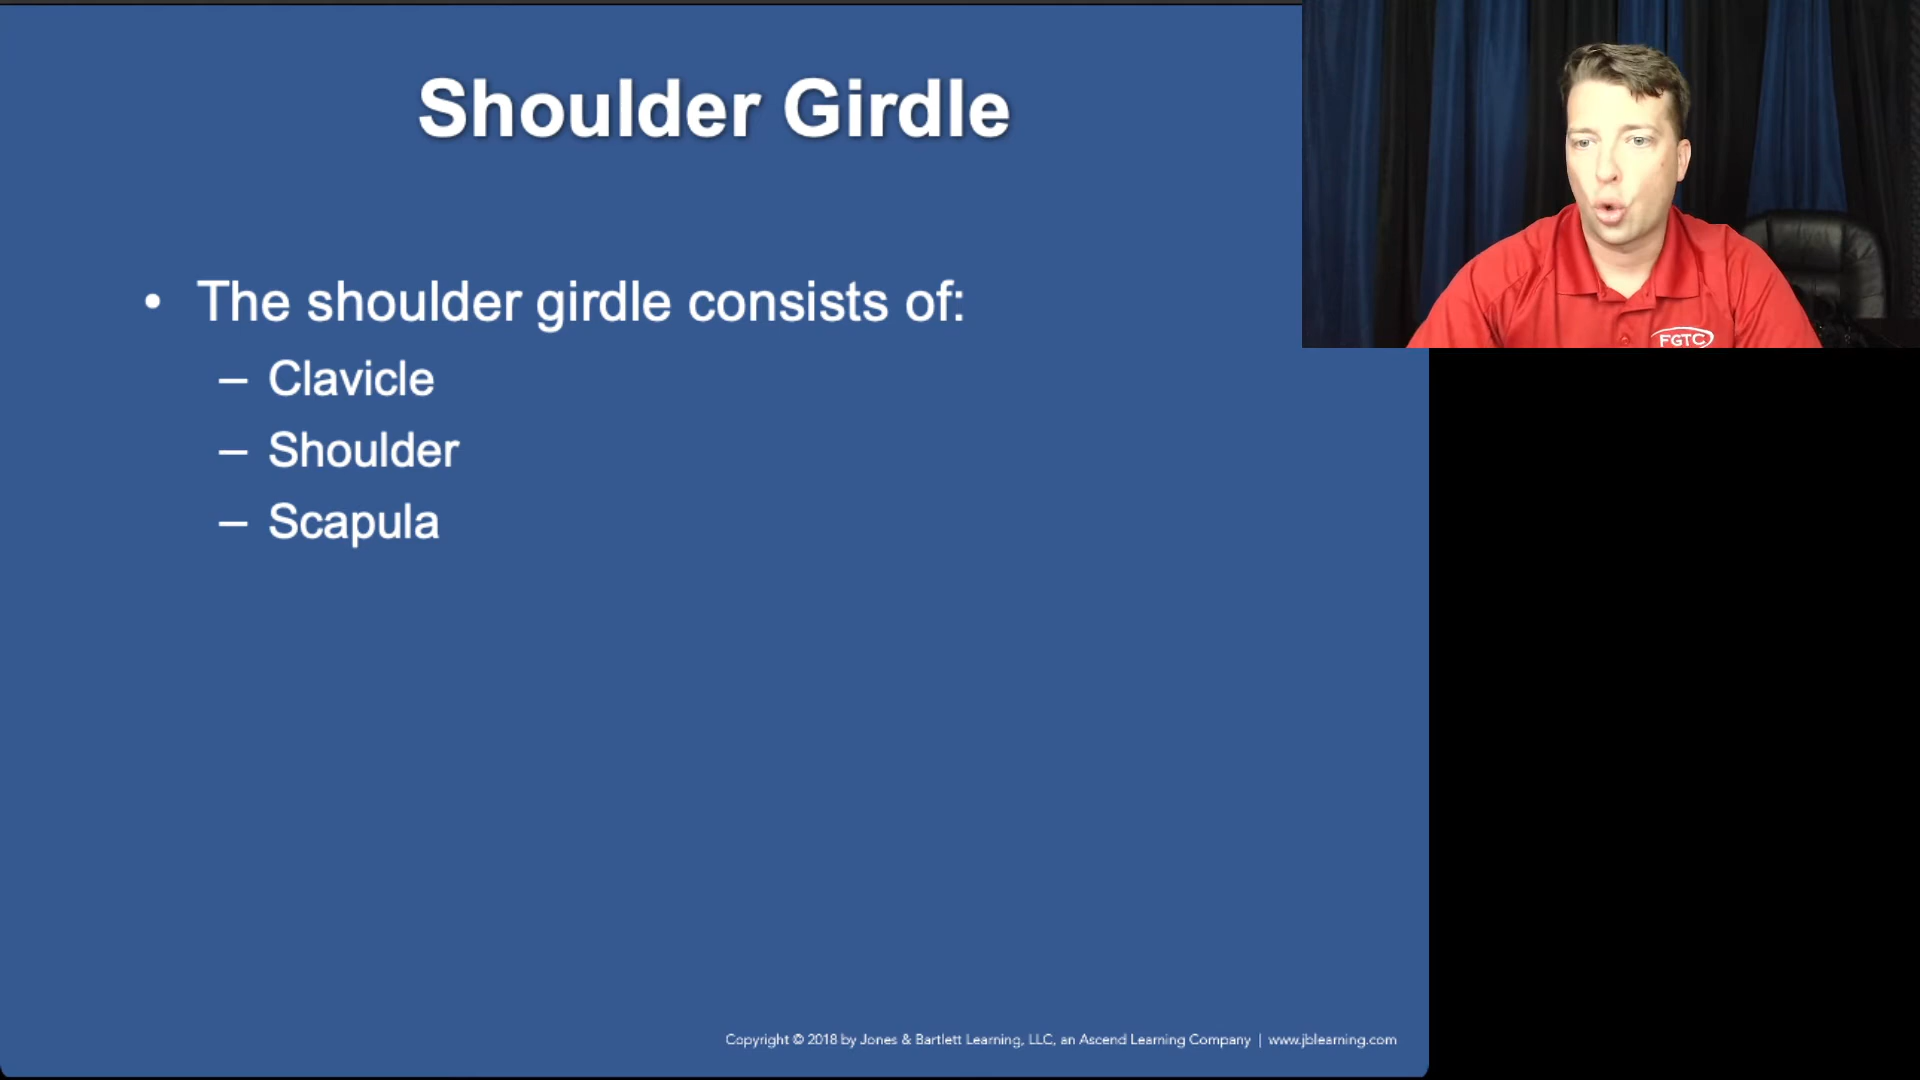 Shoulder Girdle
• The shoulder girdle consists of:
– Clavicle
– Shoulder
– Scapula
FGTC
Copyright © 2018 by Jones & Bartlett Learning, LLC, an Ascend Learning Company | www.jblearning.com